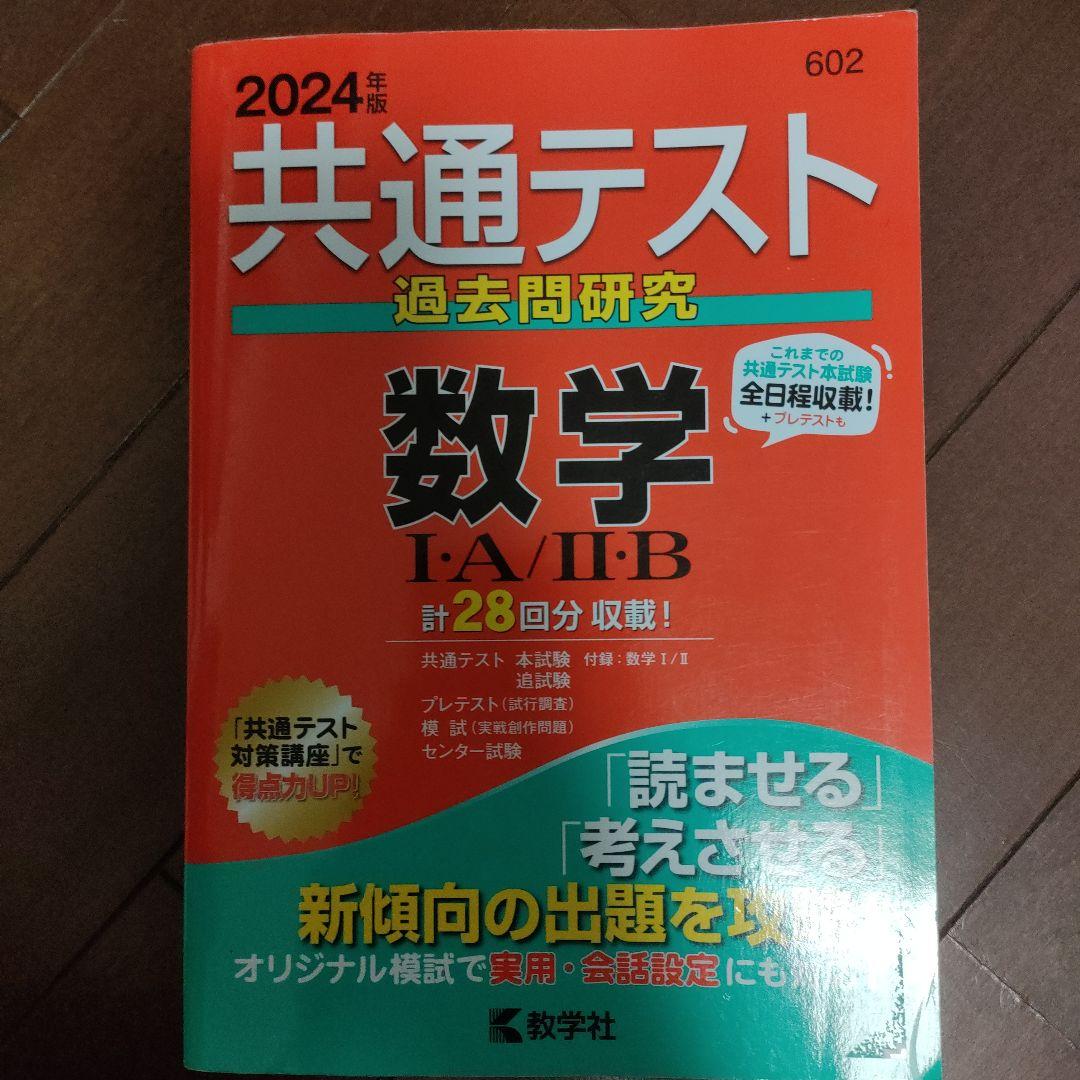 602
2024年版
共通テスト
過去問研究
これまでの
共通テスト本試験
全日程収載!
+プレテストも
数学
I・A/II・B
計28回分収載!
共通テスト 本試験 付録:数学Ⅰ/Ⅱ
追試験
プレテスト(試行調査)
模試(実戦創作問題)
センター試験
「共通テスト
対策講座」で
得点力UP!
「読ませる」
「考えさせる」
新傾向の出題を攻
オリジナル模試で実用・会話設定にも
教学社